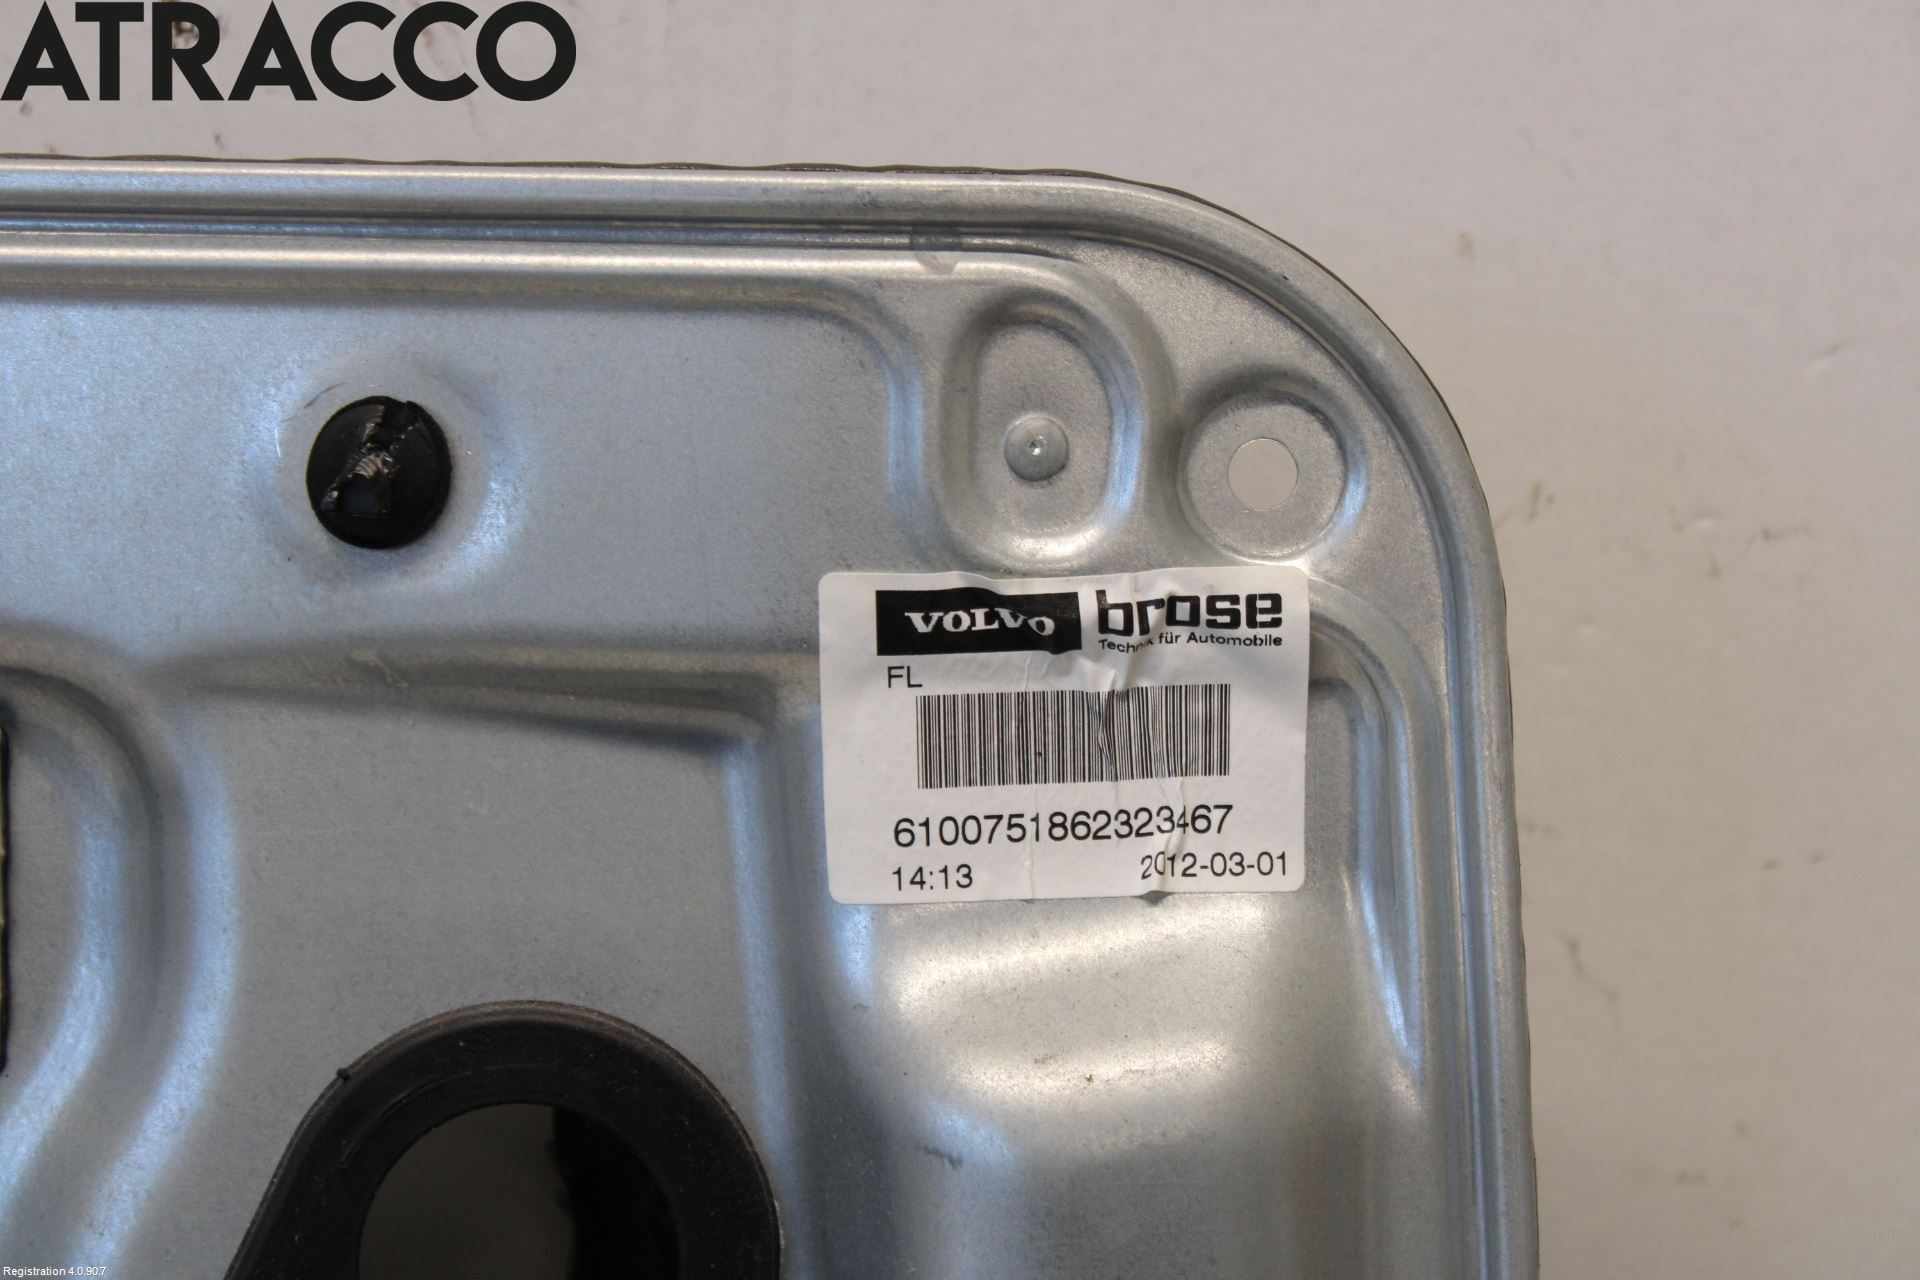 ATRACCO
VOLVO
brose
Technik für Automobile
FL
6100751862323467
14:13
2012-03-01
Registration 4.0.90.7